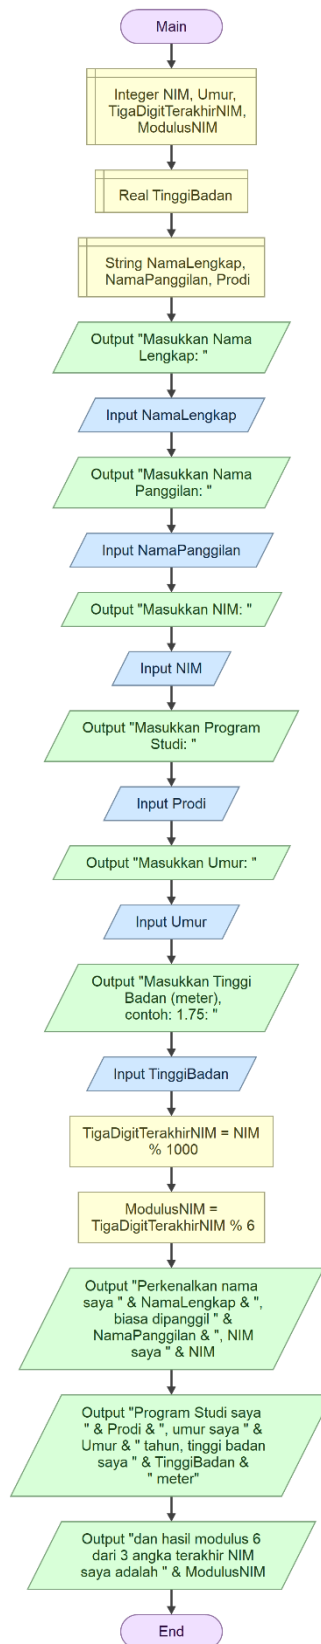 Main
Integer NIM, Umur,
TigaDigitTerakhirNIM,
ModulusNIM
Real TinggiBadan
String NamaLengkap,
NamaPanggilan, Prodi
Output "Masukkan Nama
Lengkap: "
Input NamaLengkap
Output "Masukkan Nama
Panggilan: "
Input NamaPanggilan
Output "Masukkan NIM: "
Input NIM
Output "Masukkan Program
Studi: "
Input Prodi
Output "Masukkan Umur: "
Input Umur
Output "Masukkan Tinggi
Badan (meter),
contoh: 1.75: "
Input TinggiBadan
TigaDigitTerakhirNIM = NIM
% 1000
ModulusNIM =
TigaDigitTerakhirNIM % 6
Output "Perkenalkan nama
saya " & NamaLengkap & ",
biasa dipanggil " &
NamaPanggilan & ", NIM
saya " & NIM
Output "Program Studi saya
" & Prodi & ", umur saya " &
Umur & " tahun, tinggi badan
saya " & TinggiBadan &
" meter"
Output "dan hasil modulus 6
dari 3 angka terakhir NIM
saya adalah " & ModulusNIM
End